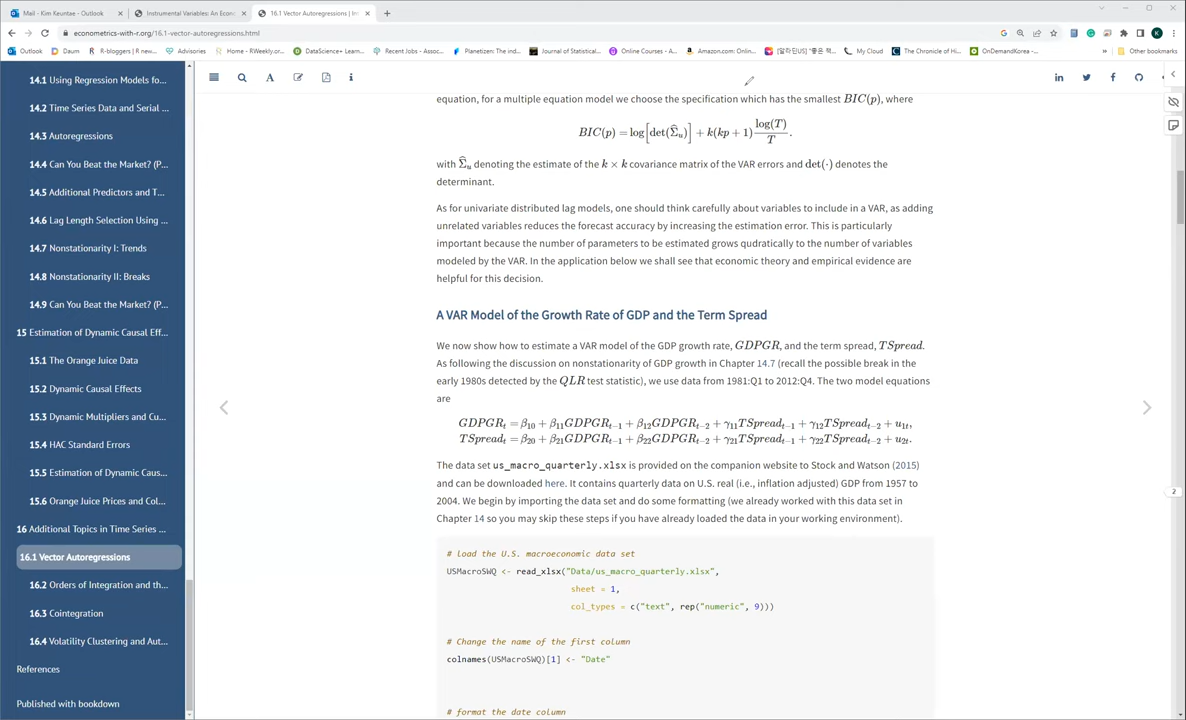 Mail - Kim Keuntae - Outlook
Instrumental Variables: An Econ
16.1 Vector Autoregressions | Int
econometrics-with-r.org/16.1-vector-autoregressions.html
Outlook
Daum
R-bloggers | R new...
Advisories
Home - RWeekly.or...
DataScience+ Learn...
Recent Jobs - Assoc...
Planetizen: The ind...
Journal of Statistical...
Online Courses - A...
Amazon.com: Onlin...
My Cloud
The Chronicle of Hi...
OnDemandKorea -...
»
Other bookmarks
14.1 Using Regression Models fo...
14.2 Time Series Data and Serial ...
14.3 Autoregressions
14.4 Can You Beat the Market? (P...
14.5 Additional Predictors and T...
14.6 Lag Length Selection Using ...
14.7 Nonstationarity I: Trends
14.8 Nonstationarity II: Breaks
14.9 Can You Beat the Market? (P...
15 Estimation of Dynamic Causal Eff...
15.1 The Orange Juice Data
15.2 Dynamic Causal Effects
15.3 Dynamic Multipliers and Cu...
15.4 HAC Standard Errors
15.5 Estimation of Dynamic Caus...
15.6 Orange Juice Prices and Col...
16 Additional Topics in Time Series ...
16.1 Vector Autoregressions
16.2 Orders of Integration and th...
16.3 Cointegration
16.4 Volatility Clustering and Aut...
References
Published with bookdown
equation, for a multiple equation model we choose the specification which has the smallest BIC(p), where
BIC(p) = log[det(Σ̂u)] + k(kp + 1) log(T)/T.
with Σ̂u denoting the estimate of the k × k covariance matrix of the VAR errors and det(·) denotes the
determinant.
As for univariate distributed lag models, one should think carefully about variables to include in a VAR, as adding
unrelated variables reduces the forecast accuracy by increasing the estimation error. This is particularly
important because the number of parameters to be estimated grows qudratically to the number of variables
modeled by the VAR. In the application below we shall see that economic theory and empirical evidence are
helpful for this decision.
A VAR Model of the Growth Rate of GDP and the Term Spread
We now show how to estimate a VAR model of the GDP growth rate, GDPGR, and the term spread, TSpread.
As following the discussion on nonstationarity of GDP growth in Chapter 14.7 (recall the possible break in the
early 1980s detected by the QLR test statistic), we use data from 1981:Q1 to 2012:Q4. The two model equations
are
GDPGRt = β10 + β11GDPGRt−1 + β12GDPGRt−2 + γ11TSpreadt−1 + γ12TSpreadt−2 + u1t,
TSpreadt = β20 + β21GDPGRt−1 + β22GDPGRt−2 + γ21TSpreadt−1 + γ22TSpreadt−2 + u2t.
The data set us_macro_quarterly.xlsx is provided on the companion website to Stock and Watson (2015)
and can be downloaded here. It contains quarterly data on U.S. real (i.e., inflation adjusted) GDP from 1957 to
2004. We begin by importing the data set and do some formatting (we already worked with this data set in
Chapter 14 so you may skip these steps if you have already loaded the data in your working environment).
# load the U.S. macroeconomic data set
USMacroSWQ <- read_xlsx("Data/us_macro_quarterly.xlsx",
sheet = 1,
col_types = c("text", rep("numeric", 9)))
# Change the name of the first column
colnames(USMacroSWQ)[1] <- "Date"
# format the date column
2